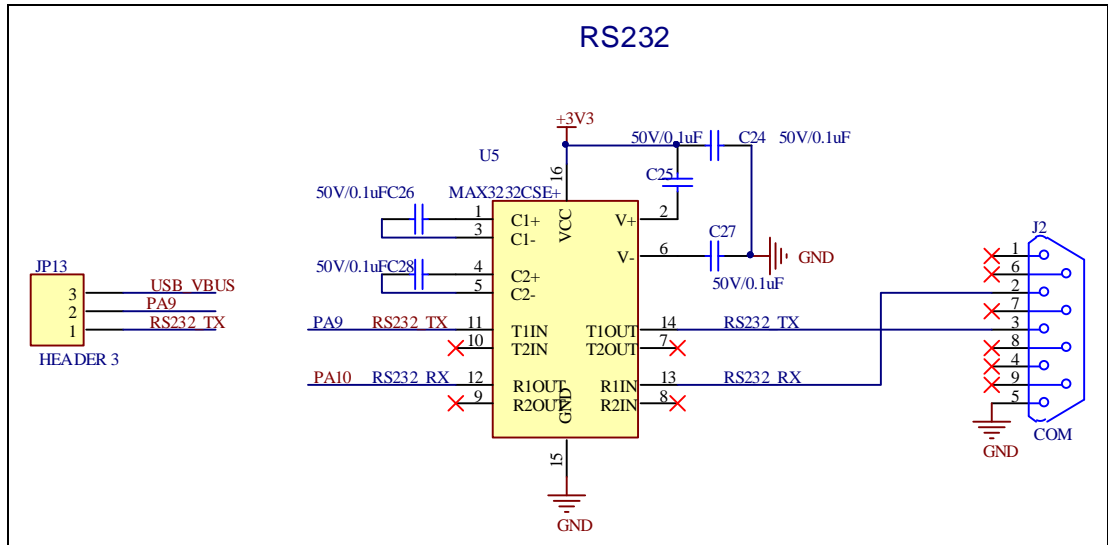 RS232
+3V3
50V/0.1uF C24 50V/0.1uF
U5
16
C25
50V/0.1uFC26 MAX3232CSE+
1 C1+ VCC V+ 2
3 C1-
C27 J2
V- 6 GND
50V/0.1uFC28 4 C2+
5 C2-
50V/0.1uF
JP13
3 USB_VBUS
2 PA9
1 RS232_TX
HEADER 3
PA9 RS232_TX 11 T1IN T1OUT 14 RS232_TX
10 T2IN T2OUT 7
PA10 RS232_RX 12 R1OUT R1IN 13 RS232_RX
9 R2OUT GND R2IN 8
15
GND
1
6
2
7
3
8
4
9
5
COM
GND